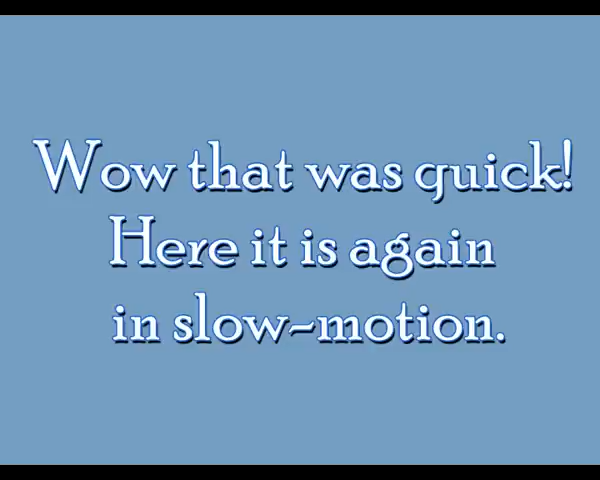 Wow that was quick!
Here it is again
in slow-motion.